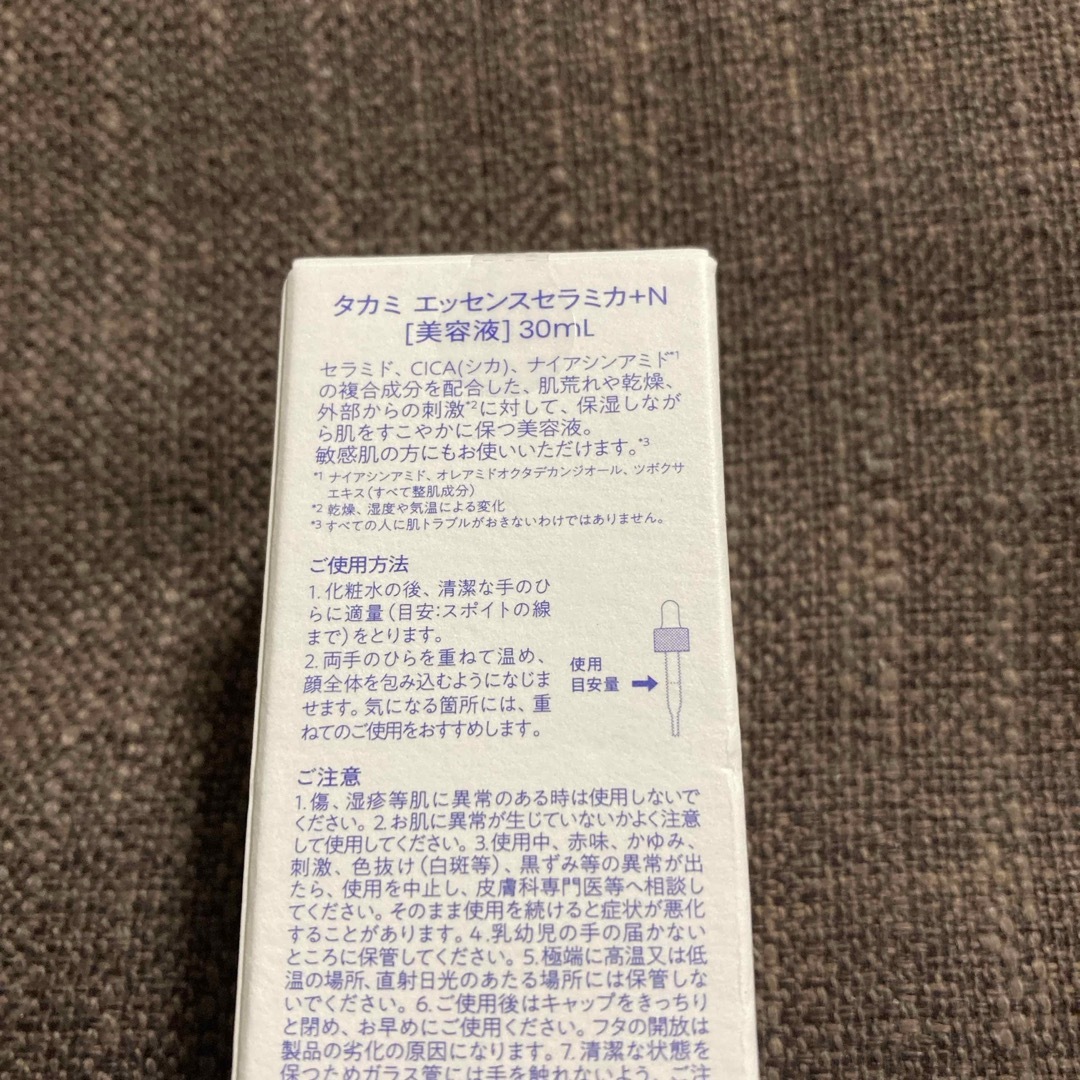 タカミ エッセンスセラミカ+N
[美容液] 30mL
セラミド、CICA(シカ)、ナイアシンアミド*1
の複合成分を配合した、肌荒れや乾燥、
外部からの刺激*2に対して、保湿しなが
ら肌をすこやかに保つ美容液。
敏感肌の方にもお使いいただけます。*3
*1 ナイアシンアミド、オレアミドオクタデカンジオール、ツボクサ
エキス(すべて整肌成分)
*2 乾燥、湿度や気温による変化
*3 すべての人に肌トラブルがおきないわけではありません。
ご使用方法
1. 化粧水の後、清潔な手のひ
らに適量(目安:スポイトの線
まで)をとります。
2. 両手のひらを重ねて温め、
顔全体を包み込むようになじま
せます。気になる箇所には、重
ねてのご使用をおすすめします。
使用
目安量
ご注意
1. 傷、湿疹等肌に異常のある時は使用しないで
ください。2. お肌に異常が生じていないかよく注意
して使用してください。3. 使用中、赤味、かゆみ、
刺激、色抜け(白斑等)、黒ずみ等の異常が出
たら、使用を中止し、皮膚科専門医等へ相談し
てください。そのまま使用を続けると症状が悪化
することがあります。4. 乳幼児の手の届かない
ところに保管してください。5. 極端に高温又は低
温の場所、直射日光のあたる場所には保管しな
いでください。6. ご使用後はキャップをきっちり
と閉め、お早めにご使用ください。フタの開放は
製品の劣化の原因になります。7. 清潔な状態を
保つためガラス管には手を触れないよう、ご注